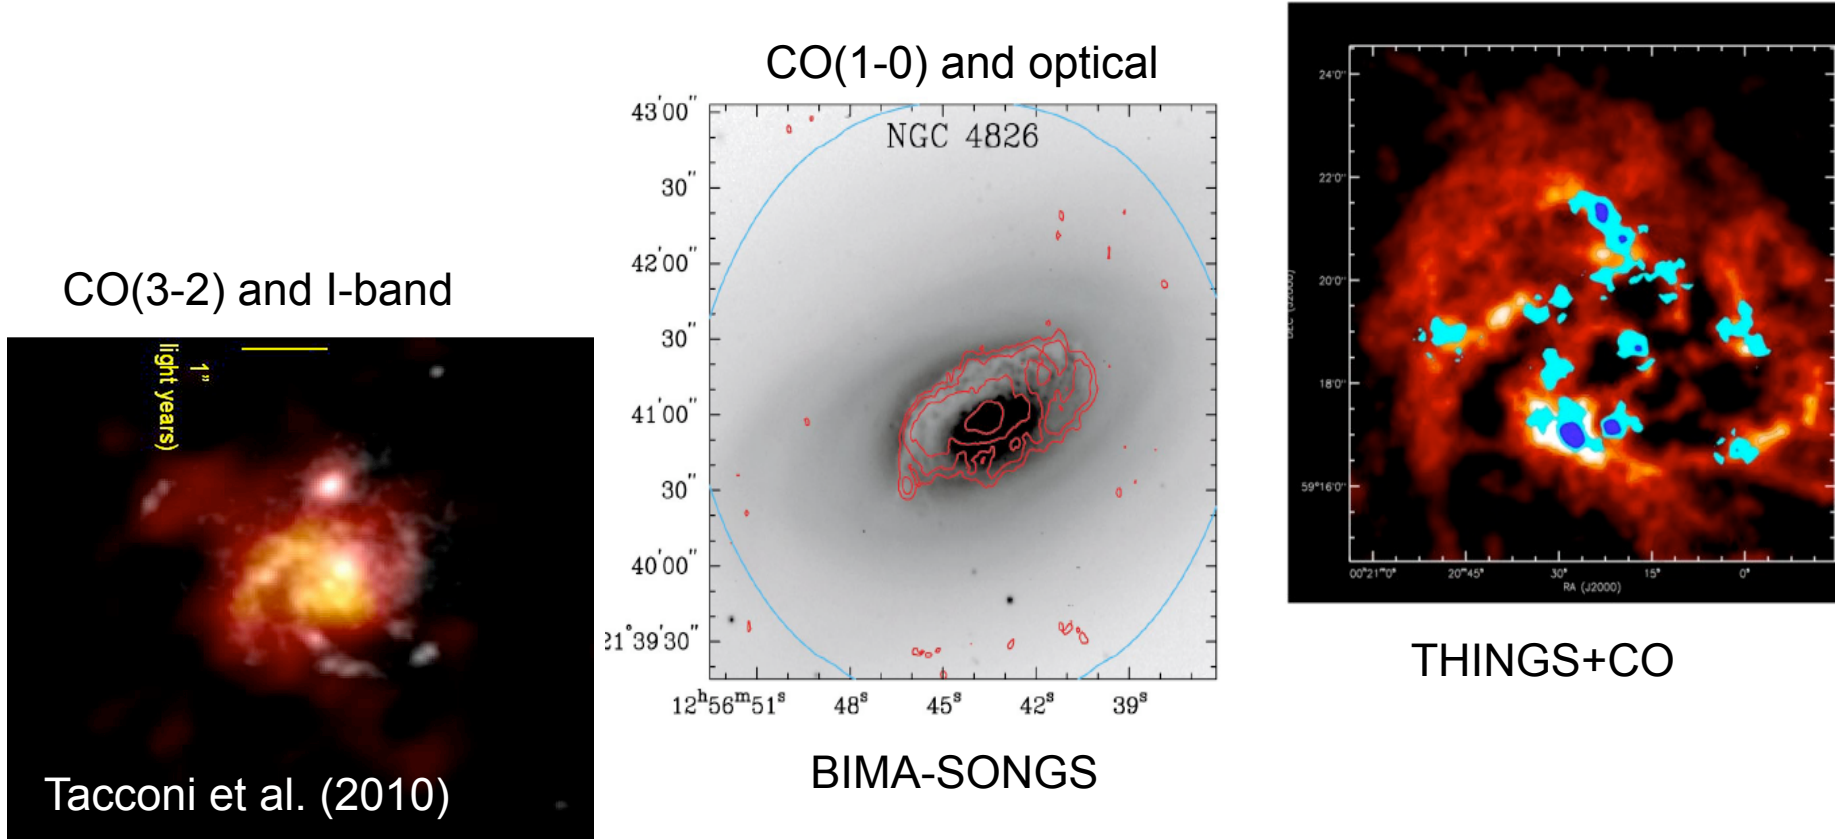 CO(3-2) and I-band
1”
light years)
Tacconi et al. (2010)
CO(1-0) and optical
NGC 4826
43'00"
30"
42'00"
30"
41'00"
30"
40'00"
21°39'30"
12ʰ56ᵐ51ˢ 48ˢ 45ˢ 42ˢ 39ˢ
BIMA-SONGS
24'0"
22'0"
20'0"
18'0"
59°16'0"
DEC (J2000)
00ʰ21ᵐ0ˢ 20ᵐ45ˢ 30ˢ 15ˢ 0ˢ
RA (J2000)
THINGS+CO